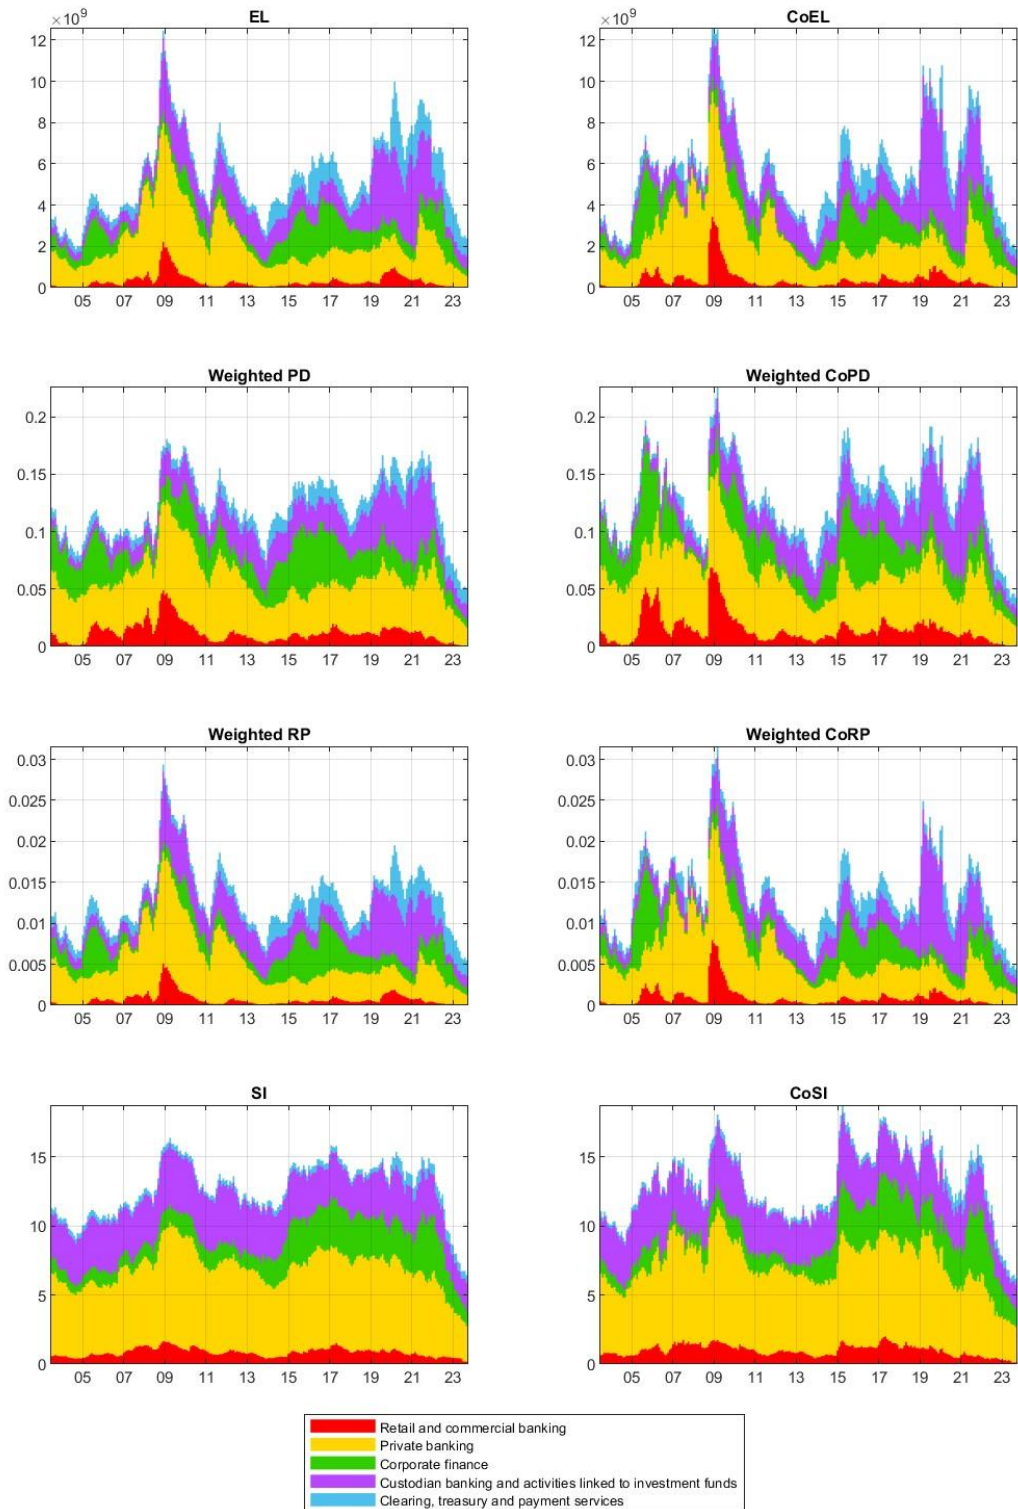 EL
×10⁹
12
10
8
6
4
2
0
05 07 09 11 13 15 17 19 21 23
CoEL
×10⁹
12
10
8
6
4
2
0
05 07 09 11 13 15 17 19 21 23
Weighted PD
0.2
0.15
0.1
0.05
0
05 07 09 11 13 15 17 19 21 23
Weighted CoPD
0.2
0.15
0.1
0.05
0
05 07 09 11 13 15 17 19 21 23
Weighted RP
0.03
0.025
0.02
0.015
0.01
0.005
0
05 07 09 11 13 15 17 19 21 23
Weighted CoRP
0.03
0.025
0.02
0.015
0.01
0.005
0
05 07 09 11 13 15 17 19 21 23
SI
15
10
5
0
05 07 09 11 13 15 17 19 21 23
CoSI
15
10
5
0
05 07 09 11 13 15 17 19 21 23
Retail and commercial banking
Private banking
Corporate finance
Custodian banking and activities linked to investment funds
Clearing, treasury and payment services